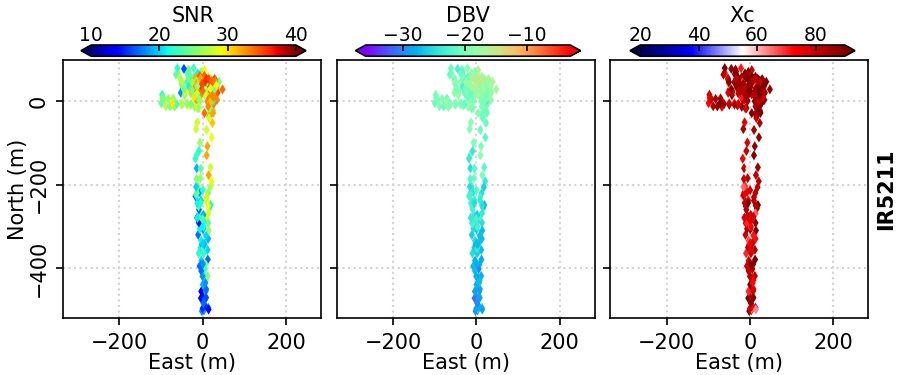 SNR DBV Xc
10 20 30 40 −30 −20 −10 20 40 60 80
0
−200
−400
North (m)
IR5211
−200 0 200 −200 0 200 −200 0 200
East (m) East (m) East (m)